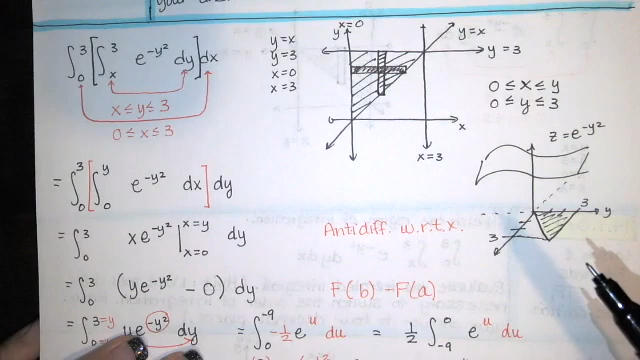 ∫₀³ [∫ₓ³ e^(-y²) dy] dx
x ≤ y ≤ 3
0 ≤ x ≤ 3
y=x
y=3
x=0
x=3
x=0
y
y=x
y=3
x
x=3
0 ≤ x ≤ y
0 ≤ y ≤ 3
z=e^(-y²)
3
y
3
= ∫₀³ [∫₀^y e^(-y²) dx] dy
= ∫₀³ xe^(-y²) |_(x=0)^(x=y) dy
Antidiff. w.r.t.x.
= ∫₀³ (ye^(-y²) - 0) dy
F(b) - F(a)
= ∫₀^(3=y) ye^(-y²) dy = ∫₀^(-9) -1/2 e^u du = 1/2 ∫₋₉⁰ e^u du